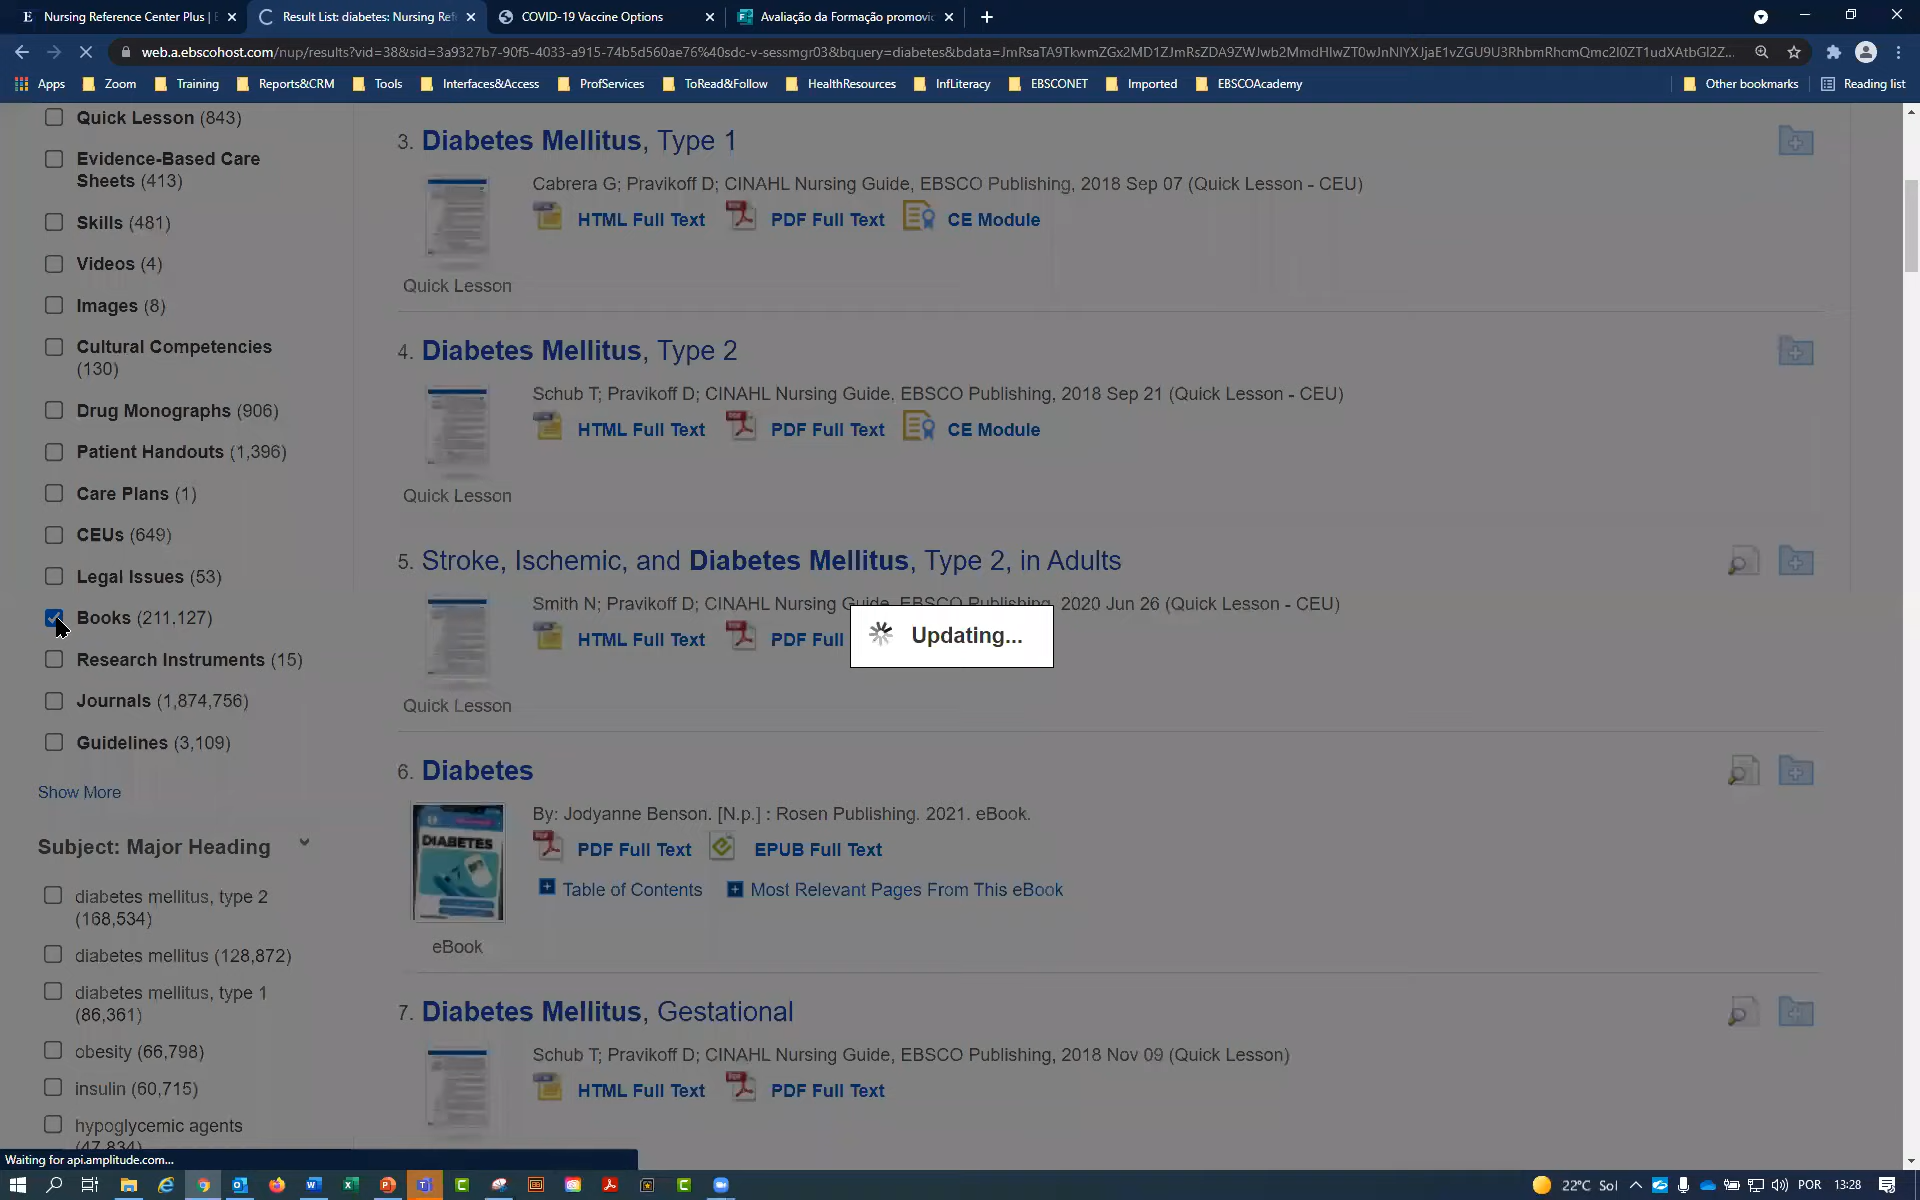 Nursing Reference Center Plus | E
Result List: diabetes: Nursing Ref
COVID-19 Vaccine Options
Avaliação da Formação promovid
web.a.ebscohost.com/nup/results?vid=38&sid=3a9327b7-90f5-4033-a915-74b5d560ae76%40sdc-v-sessmgr03&bquery=diabetes&bdata=
Apps Zoom Training Reports&CRM Tools Interfaces&Access ProfServices ToRead&Follow HealthResources InfLiteracy EBSCONET Imported EBSCOAcademy Other bookmarks Reading list
Quick Lesson (843)
Evidence-Based Care
Sheets (413)
Skills (481)
Videos (4)
Images (8)
Cultural Competencies
(130)
Drug Monographs (906)
Patient Handouts (1,396)
Care Plans (1)
CEUs (649)
Legal Issues (53)
Books (211,127)
Research Instruments (15)
Journals (1,874,756)
Guidelines (3,109)
Show More
Subject: Major Heading
diabetes mellitus, type 2
(168,534)
diabetes mellitus (128,872)
diabetes mellitus, type 1
(86,361)
obesity (66,798)
insulin (60,715)
hypoglycemic agents
(47,834)
3. Diabetes Mellitus, Type 1
Cabrera G; Pravikoff D; CINAHL Nursing Guide, EBSCO Publishing, 2018 Sep 07 (Quick Lesson - CEU)
HTML Full Text PDF Full Text CE Module
Quick Lesson
4. Diabetes Mellitus, Type 2
Schub T; Pravikoff D; CINAHL Nursing Guide, EBSCO Publishing, 2018 Sep 21 (Quick Lesson - CEU)
HTML Full Text PDF Full Text CE Module
Quick Lesson
5. Stroke, Ischemic, and Diabetes Mellitus, Type 2, in Adults
Smith N; Pravikoff D; CINAHL Nursing Guide, EBSCO Publishing, 2020 Jun 26 (Quick Lesson - CEU)
HTML Full Text PDF Full
Updating...
Quick Lesson
6. Diabetes
DIABETES
By: Jodyanne Benson. [N.p.] : Rosen Publishing. 2021. eBook.
PDF Full Text EPUB Full Text
Table of Contents Most Relevant Pages From This eBook
eBook
7. Diabetes Mellitus, Gestational
Schub T; Pravikoff D; CINAHL Nursing Guide, EBSCO Publishing, 2018 Nov 09 (Quick Lesson)
HTML Full Text PDF Full Text
Waiting for api.amplitude.com...
22°C Sol POR 13:28